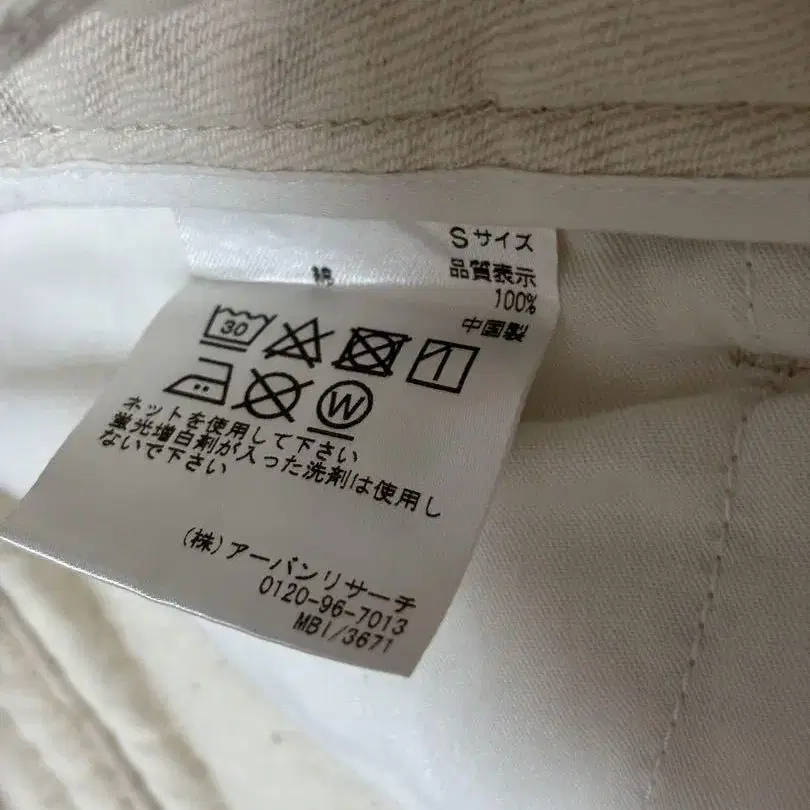 Sサイズ
品質表示
綿 100%
中国製
30
W
ネットを使用して下さい
蛍光増白剤が入った洗剤は使用し
ないで下さい
(株)アーバンリサーチ
0120-96-7013
MBI/3671